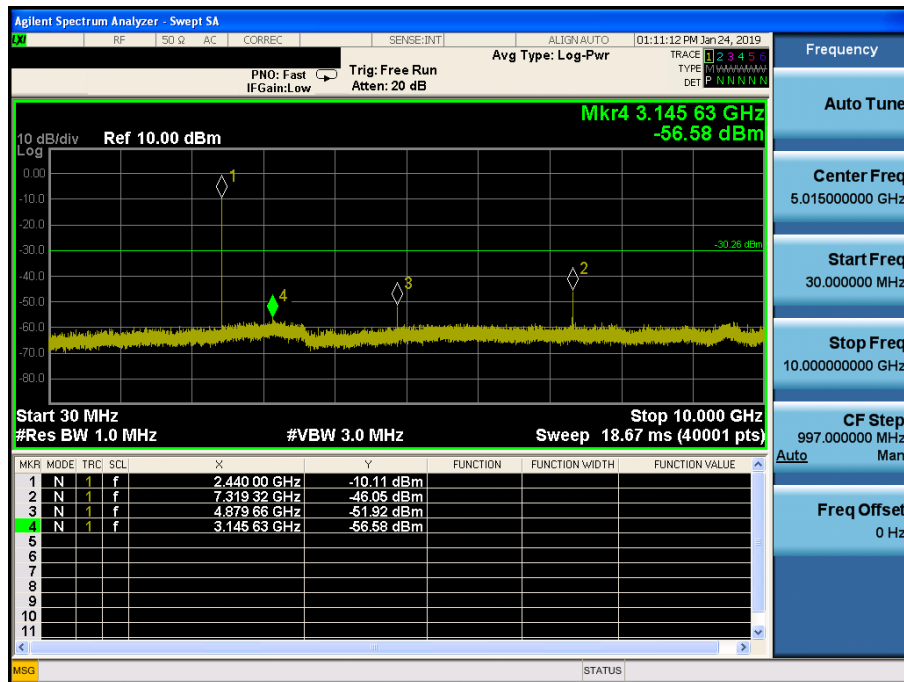 Agilent Spectrum Analyzer - Swept SA
LXI RF 50 Ω AC CORREC SENSE:INT ALIGN AUTO 01:11:12 PM Jan 24, 2019
PNO: Fast Trig: Free Run Avg Type: Log-Pwr TRACE 1 2 3 4 5 6
IFGain:Low Atten: 20 dB TYPE M W W W W W
DET P N N N N N
Mkr4 3.145 63 GHz
-56.58 dBm
10 dB/div Ref 10.00 dBm
Log
0.00
-10.0
-20.0
-30.0
-40.0
-50.0
-60.0
-70.0
-80.0
1
2
3
4
-30.26 dBm
Start 30 MHz Stop 10.000 GHz
#Res BW 1.0 MHz #VBW 3.0 MHz Sweep 18.67 ms (40001 pts)
MKR MODE TRC SCL X Y FUNCTION FUNCTION WIDTH FUNCTION VALUE
1 N 1 f 2.440 00 GHz -10.11 dBm
2 N 1 f 7.319 32 GHz -46.05 dBm
3 N 1 f 4.879 66 GHz -51.92 dBm
4 N 1 f 3.145 63 GHz -56.58 dBm
5
6
7
8
9
10
11
MSG STATUS
Frequency
Auto Tune
Center Freq
5.015000000 GHz
Start Freq
30.000000 MHz
Stop Freq
10.000000000 GHz
CF Step
997.000000 MHz
Auto Man
Freq Offset
0 Hz